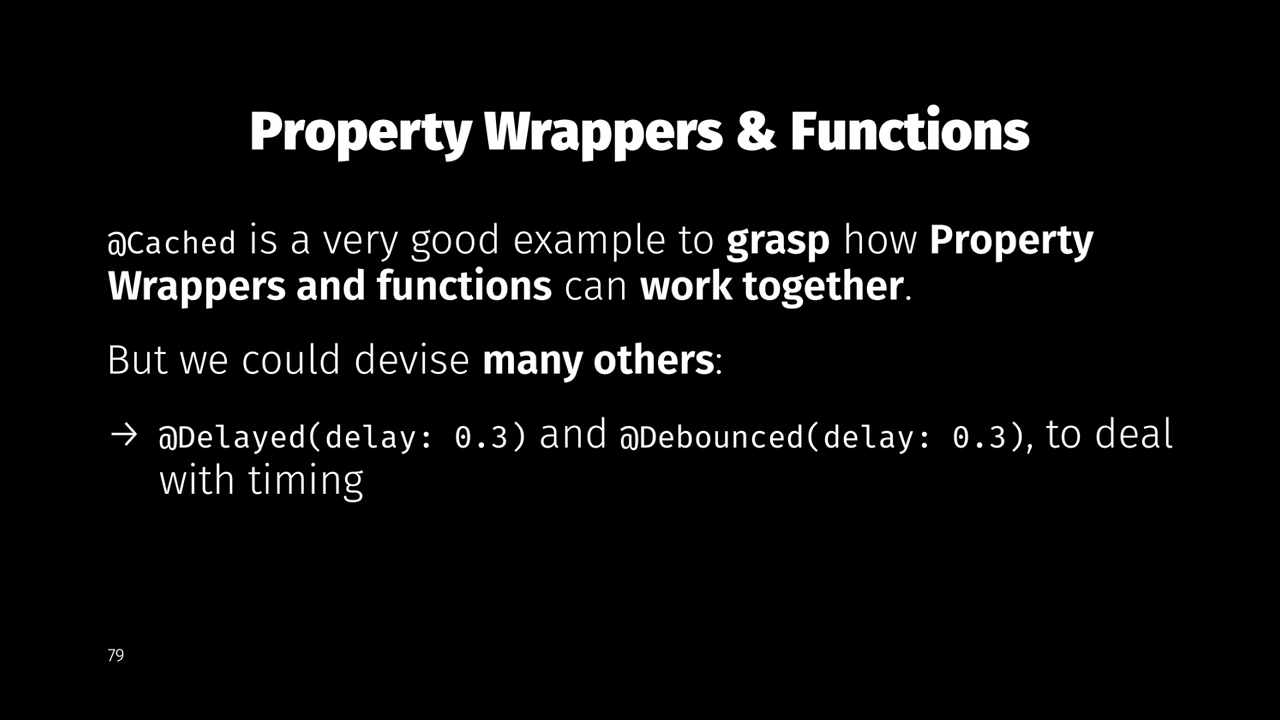 Property Wrappers & Functions
@Cached is a very good example to grasp how Property
Wrappers and functions can work together.
But we could devise many others:
→ @Delayed(delay: 0.3) and @Debounced(delay: 0.3), to deal
with timing
79